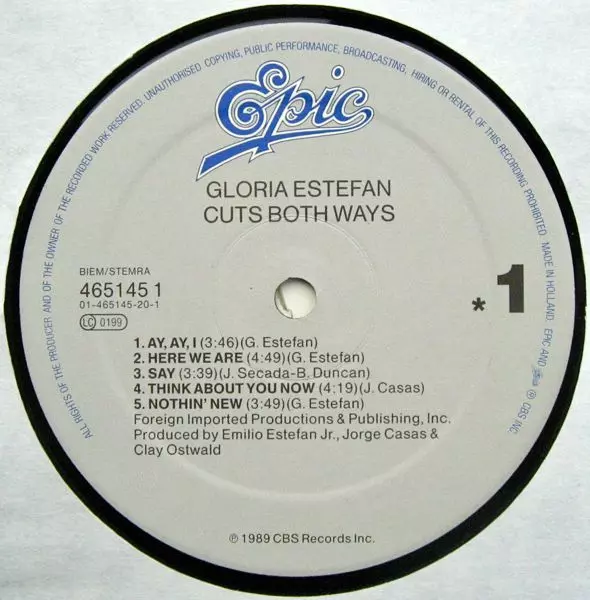 ALL RIGHTS OF THE PRODUCER AND OF THE OWNER OF THE RECORDED WORK RESERVED. UNAUTHORISED COPYING, PUBLIC PERFORMANCE, BROADCASTING, HIRING OR RENTAL OF THIS RECORDING PROHIBITED. MADE IN HOLLAND EPIC AND ℗ CBS INC.
Epic
GLORIA ESTEFAN
CUTS BOTH WAYS
BIEM/STEMRA
465145 1
01-465145-20-1
LC 0199
* 1
1. AY, AY, I (3:46)(G. Estefan)
2. HERE WE ARE (4:49)(G. Estefan)
3. SAY (3:39)(J. Secada-B. Duncan)
4. THINK ABOUT YOU NOW (4:19)(J. Casas)
5. NOTHIN' NEW (3:49)(G. Estefan)
Foreign Imported Productions & Publishing, Inc.
Produced by Emilio Estefan Jr., Jorge Casas &
Clay Ostwald
℗ 1989 CBS Records Inc.